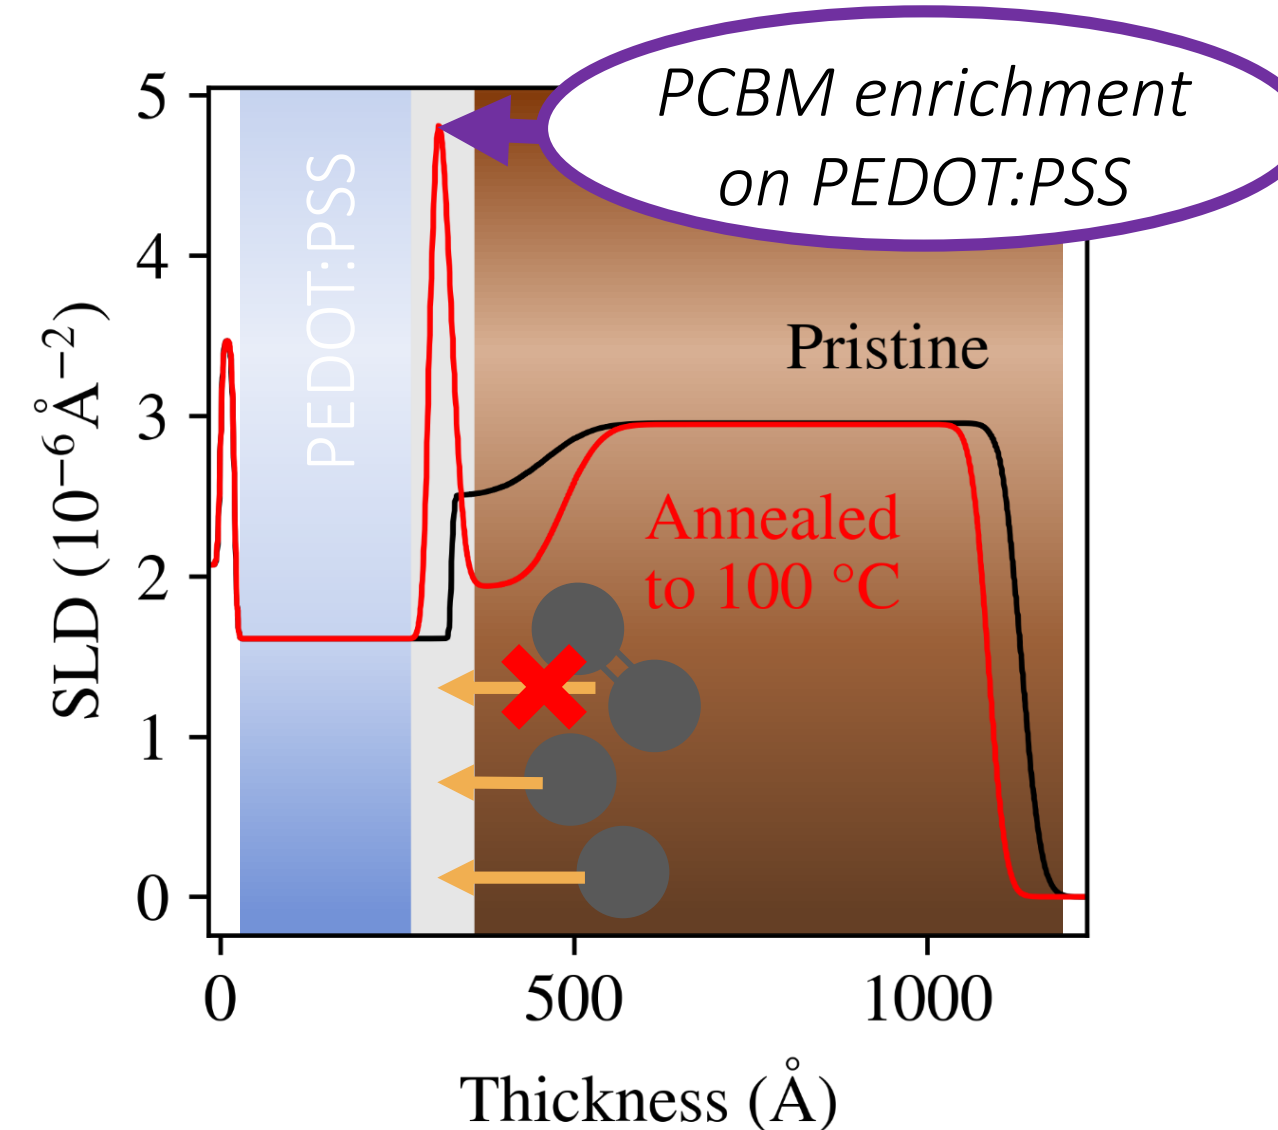 PCBM enrichment
on PEDOT:PSS
5
4
3
2
1
0
SLD (10⁻⁶Å⁻²)
PEDOT:PSS
Pristine
Annealed
to 100 °C
0 500 1000
Thickness (Å)